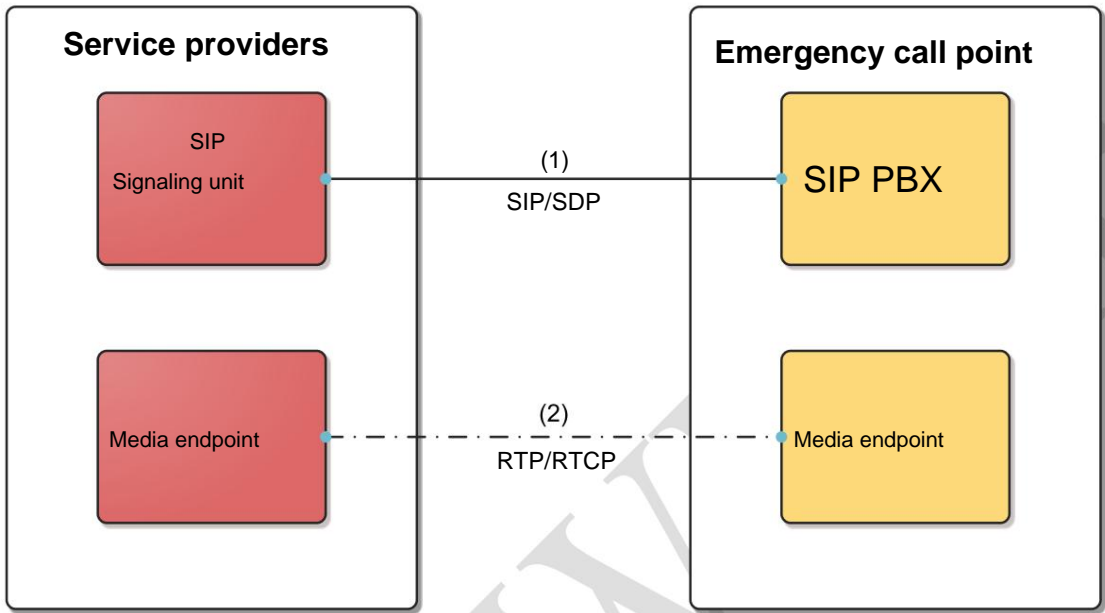 Service providers
Emergency call point
SIP
Signaling unit
(1)
SIP/SDP
SIP PBX
Media endpoint
(2)
RTP/RTCP
Media endpoint